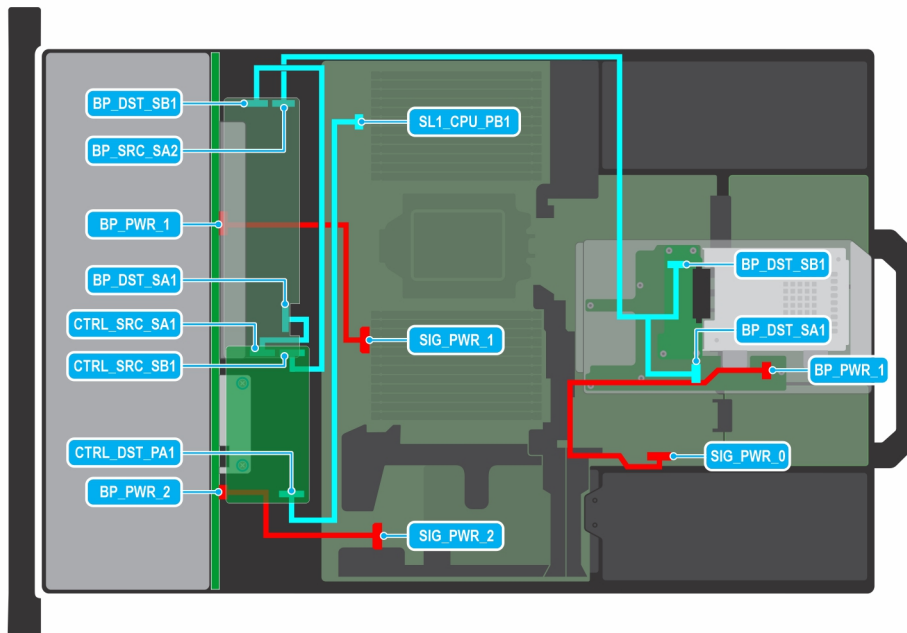 BP_DST_SB1
BP_SRC_SA2
SL1_CPU_PB1
BP_PWR_1
BP_DST_SA1
CTRL_SRC_SA1
CTRL_SRC_SB1
SIG_PWR_1
BP_DST_SB1
BP_DST_SA1
BP_PWR_1
CTRL_DST_PA1
BP_PWR_2
SIG_PWR_0
SIG_PWR_2